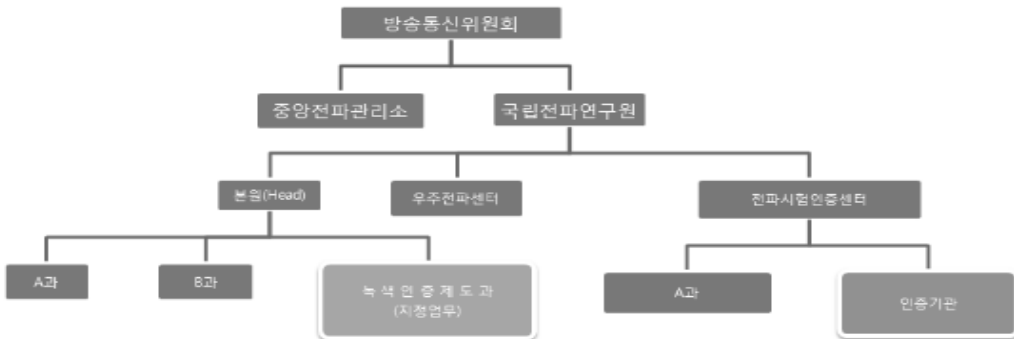 방송통신위원회
중앙전파관리소
국립전파연구원
본원(Head)
우주전파센터
전파시험인증센터
A과
B과
녹 색 인 증 제 도 과
(지정업무)
A과
인증기관